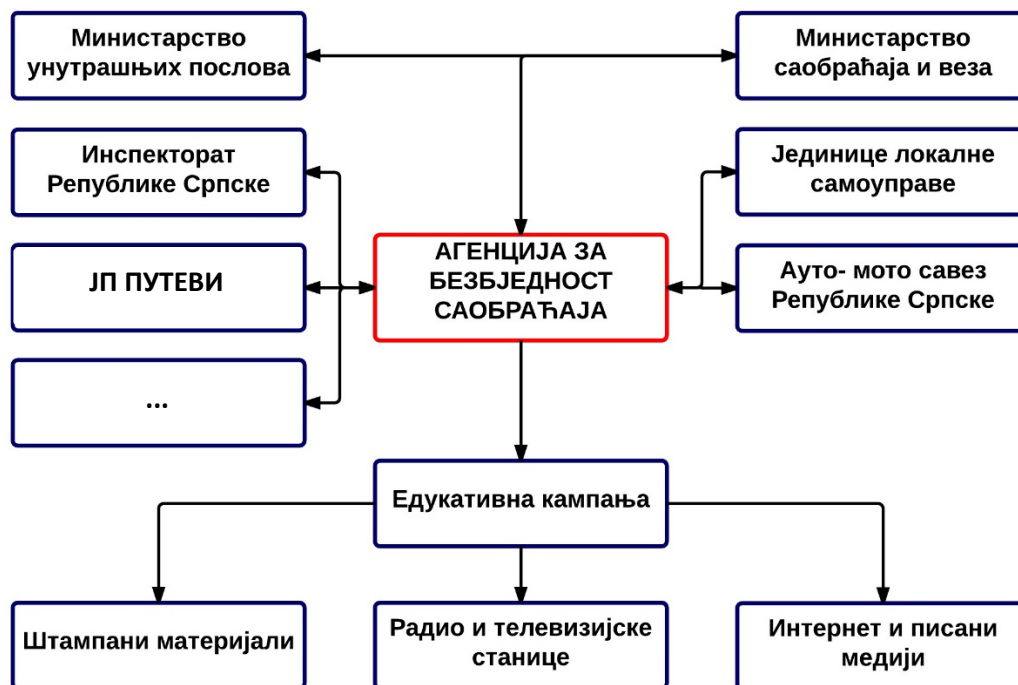 Министарство
унутрашњих послова
Министарство
саобраћаја и веза
Инспекторат
Републике Српске
Јединице локалне
самоуправе
ЈП ПУТЕВИ
АГЕНЦИЈА ЗА
БЕЗБЈЕДНОСТ
САОБРАЋАЈА
Ауто- мото савез
Републике Српске
...
Едукативна кампања
Штампани материјали
Радио и телевизијске
станице
Интернет и писани
медији